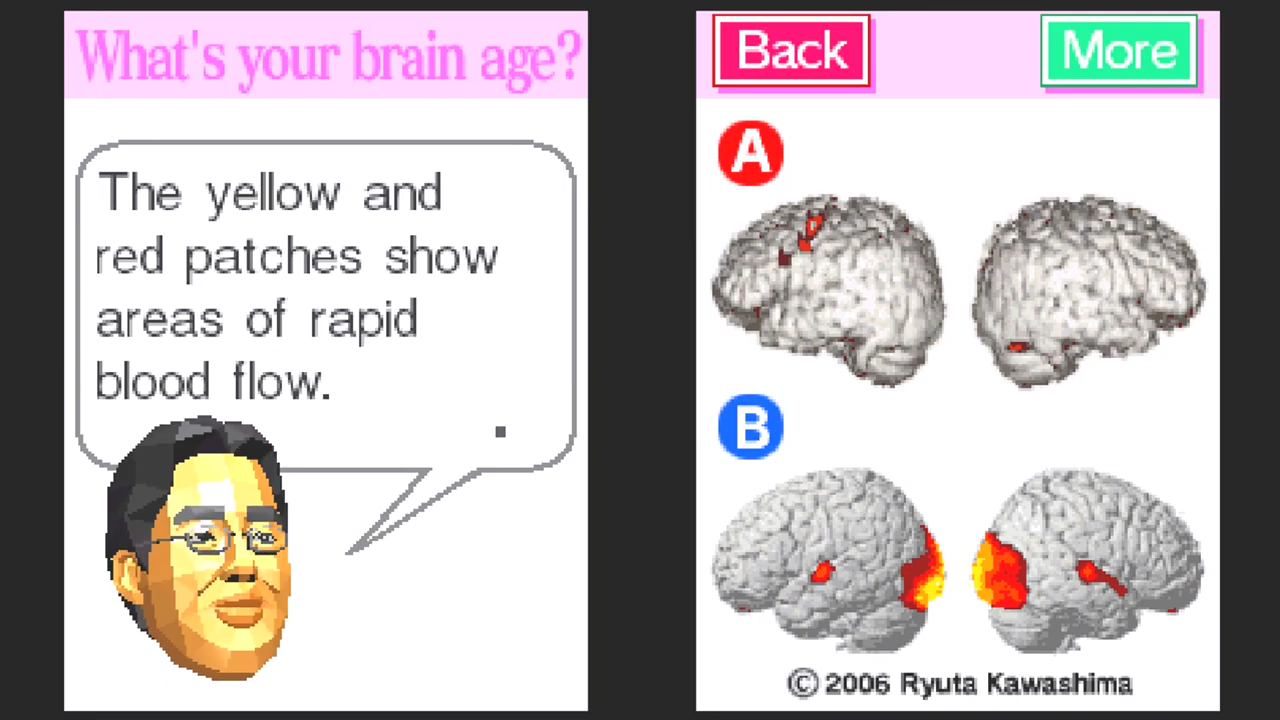 What's your brain age?
The yellow and
red patches show
areas of rapid
blood flow.
Back
More
A
B
© 2006 Ryuta Kawashima